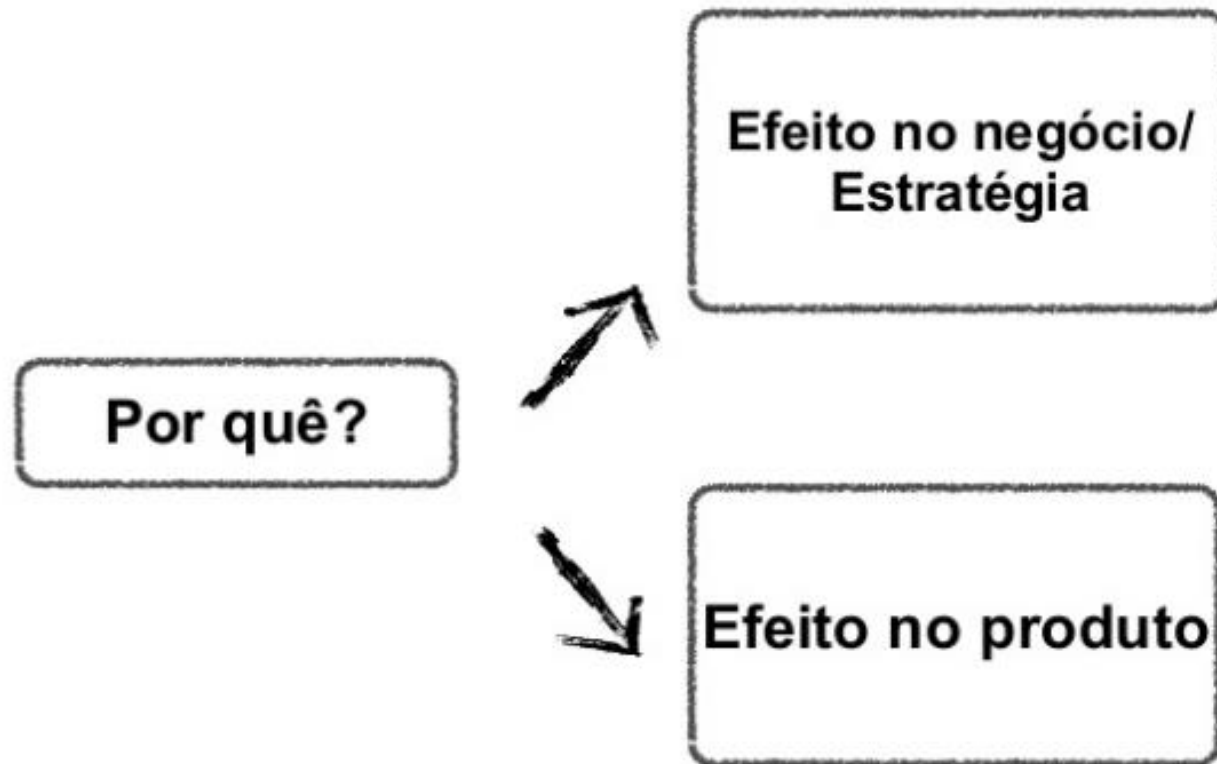 Efeito no negócio/
Estratégia
Por quê?
Efeito no produto